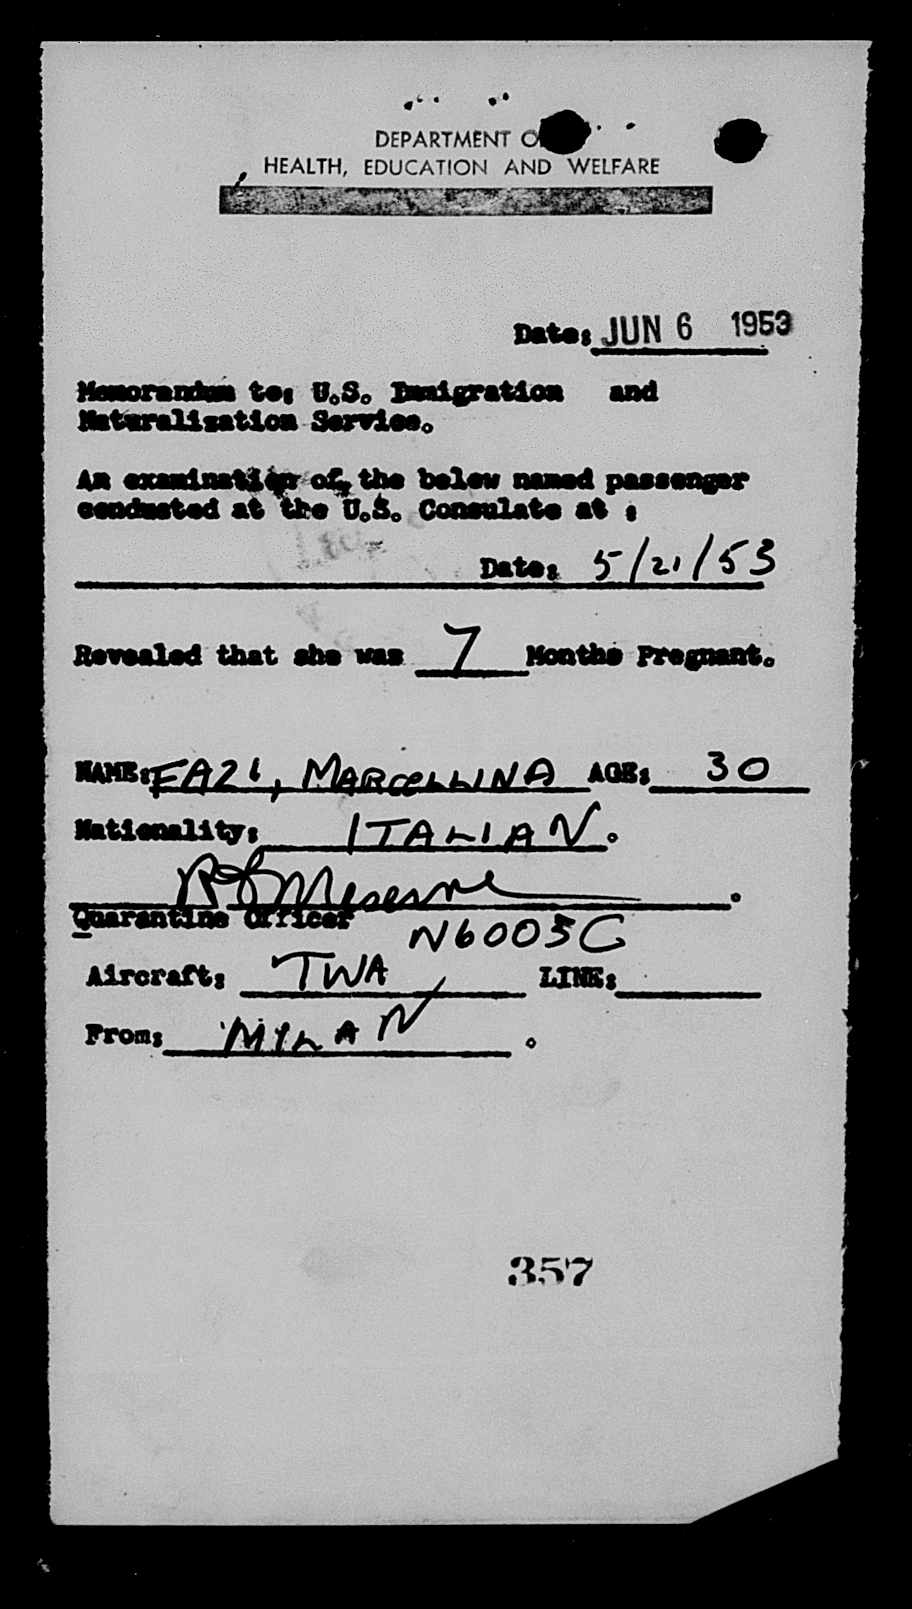 DEPARTMENT O
HEALTH, EDUCATION AND WELFARE
Date: JUN 6 1953
Memorandum to: U.S. Immigration and
Naturalization Service.
An examination of the below named passenger
conducted at the U.S. Consulate at :
Date: 5/21/53
Revealed that she was 7 Months Pregnant.
NAME: FAZI, MARCELLINA AGE: 30
Nationality: ITALIAN.
Quarantine Officer N6005C
Aircraft: TWA LINE:
From: MILAN.
357